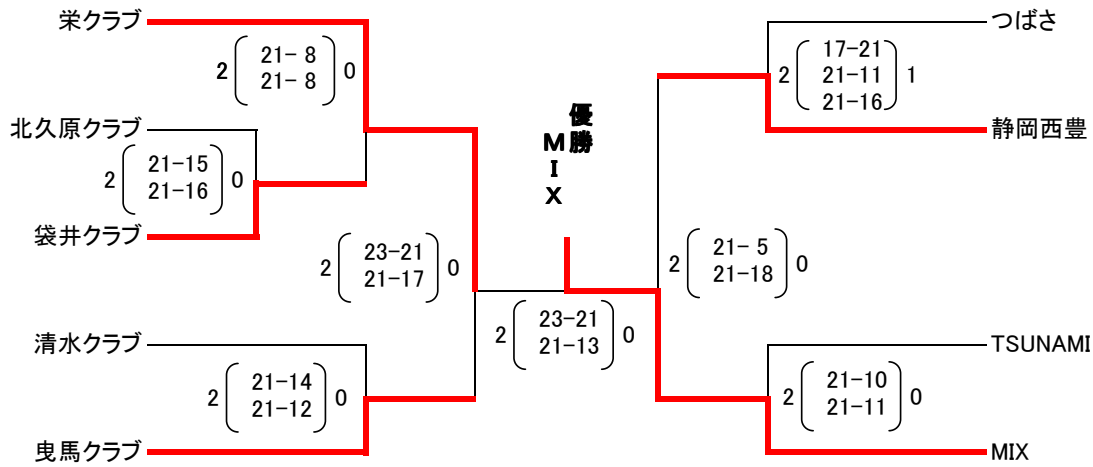 栄クラブ
2 21- 8 0
21- 8
北久原クラブ
2 21-15 0
21-16
袋井クラブ
2 23-21 0
21-17
清水クラブ
2 21-14 0
21-12
曳馬クラブ
優勝
MIX
2 23-21 0
21-13
つばさ
2 17-21 1
21-11
21-16
静岡西豊
2 21- 5 0
21-18
TSUNAMI
2 21-10 0
21-11
MIX